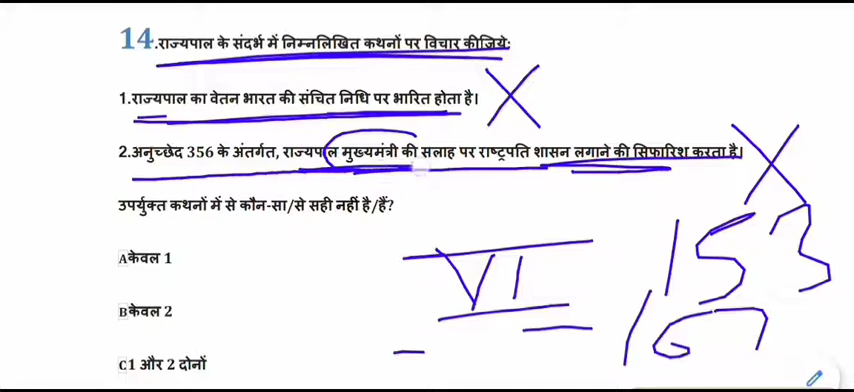 14.राज्यपाल के संदर्भ में निम्नलिखित कथनों पर विचार कीजिये:
1.राज्यपाल का वेतन भारत की संचित निधि पर भारित होता है।
2.अनुच्छेद 356 के अंतर्गत, राज्यपाल मुख्यमंत्री की सलाह पर राष्ट्रपति शासन लगाने की सिफारिश करता है।
उपर्युक्त कथनों में से कौन-सा/से सही नहीं है/हैं?
Aकेवल 1
VI 153
Bकेवल 2
167
C1 और 2 दोनों